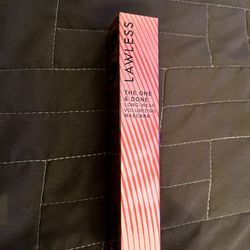 LAWLESS
THE ONE
& DONE
LONG-WEAR
VOLUMIZING
MASCARA